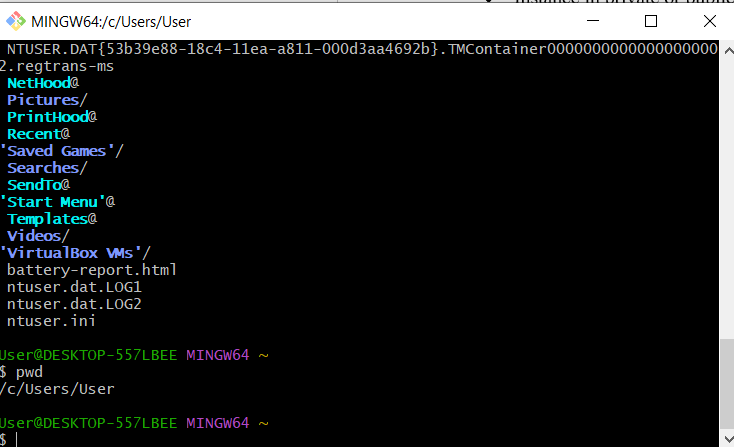 MINGW64:/c/Users/User
NTUSER.DAT{53b39e88-18c4-11ea-a811-000d3aa4692b}.TMContainer0000000000000000000
2.regtrans-ms
NetHood@
Pictures/
PrintHood@
Recent@
'Saved Games'/
Searches/
SendTo@
'Start Menu'@
Templates@
Videos/
'VirtualBox VMs'/
battery-report.html
ntuser.dat.LOG1
ntuser.dat.LOG2
ntuser.ini
User@DESKTOP-557LBEE MINGW64 ~
$ pwd
/c/Users/User
User@DESKTOP-557LBEE MINGW64 ~
$